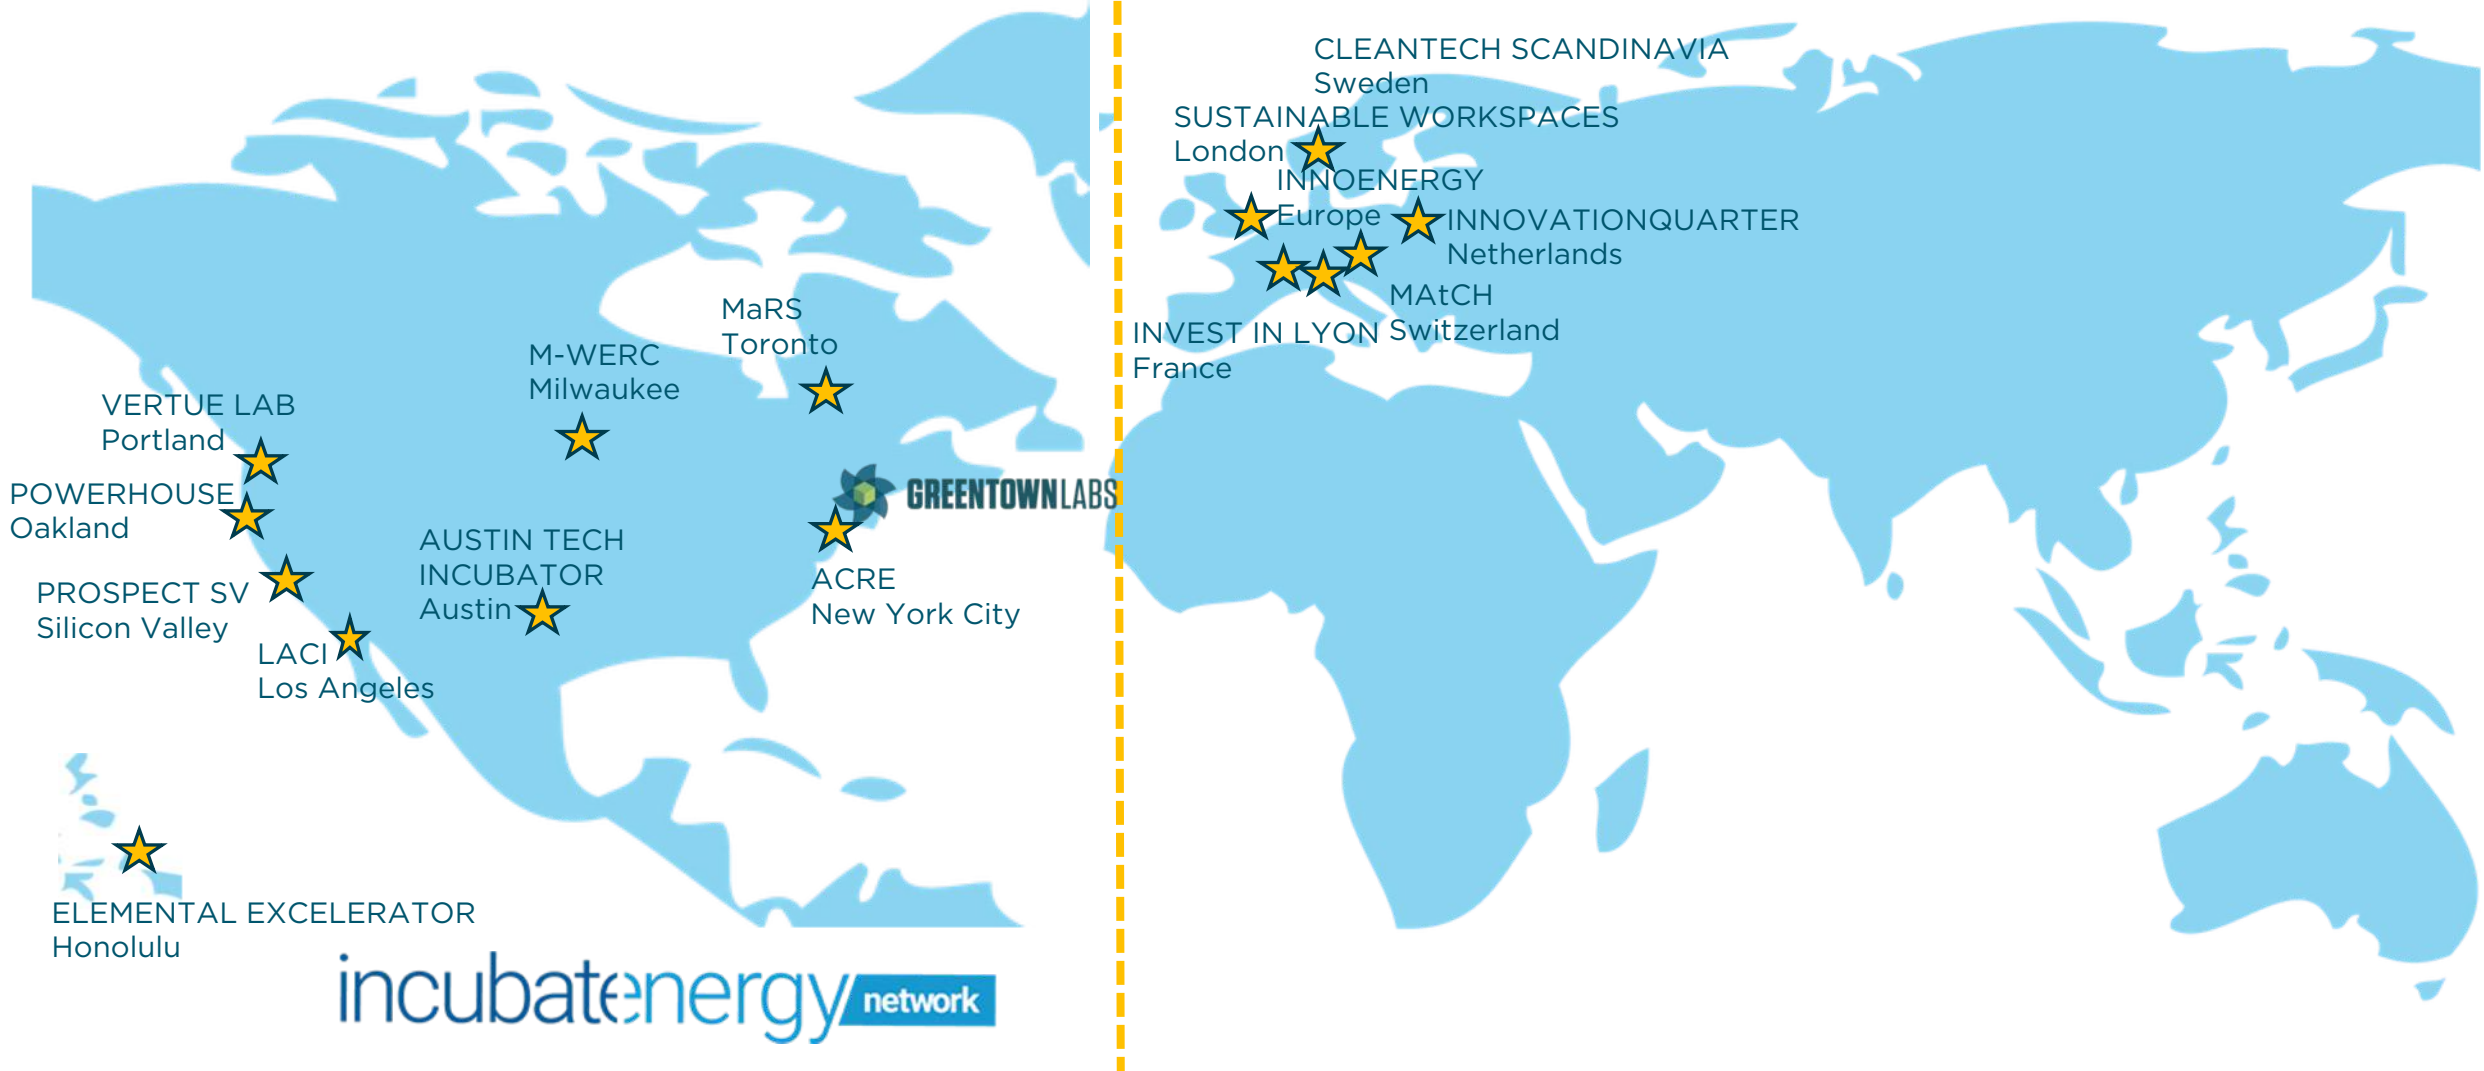 MaRS
Toronto
M-WERC
Milwaukee
VERTUE LAB
Portland
POWERHOUSE
Oakland
GREENTOWNLABS
AUSTIN TECH
INCUBATOR
Austin
PROSPECT SV
Silicon Valley
ACRE
New York City
LACI
Los Angeles
ELEMENTAL EXCELERATOR
Honolulu
incubatenergy network
CLEANTECH SCANDINAVIA
Sweden
SUSTAINABLE WORKSPACES
London
INNOENERGY
Europe
INNOVATIONQUARTER
Netherlands
MAtCH
Switzerland
INVEST IN LYON
France